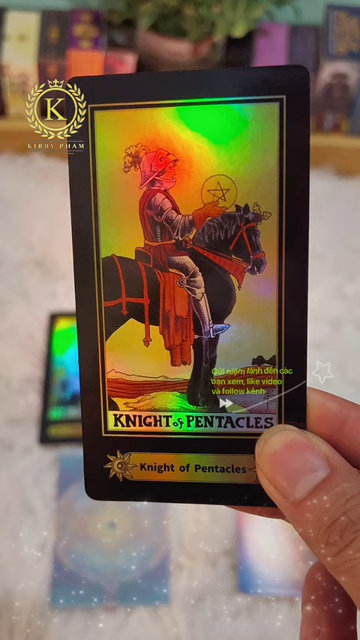 K
KIRBY PHAM
Gửi niệm lành đến các
bạn xem, like video
và follow kênh
KNIGHT of PENTACLES
Knight of Pentacles